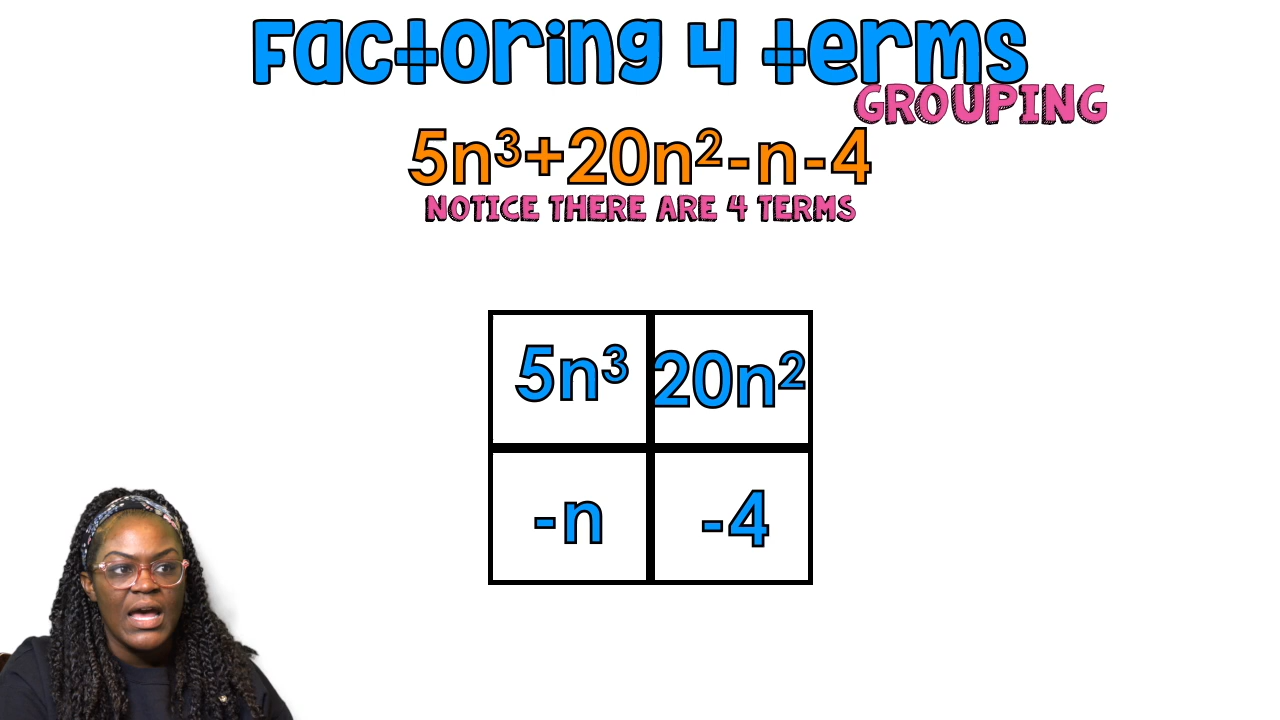 Factoring 4 terms
GROUPING
5n³+20n²-n-4
NOTICE THERE ARE 4 TERMS
5n³ 20n²
-n -4